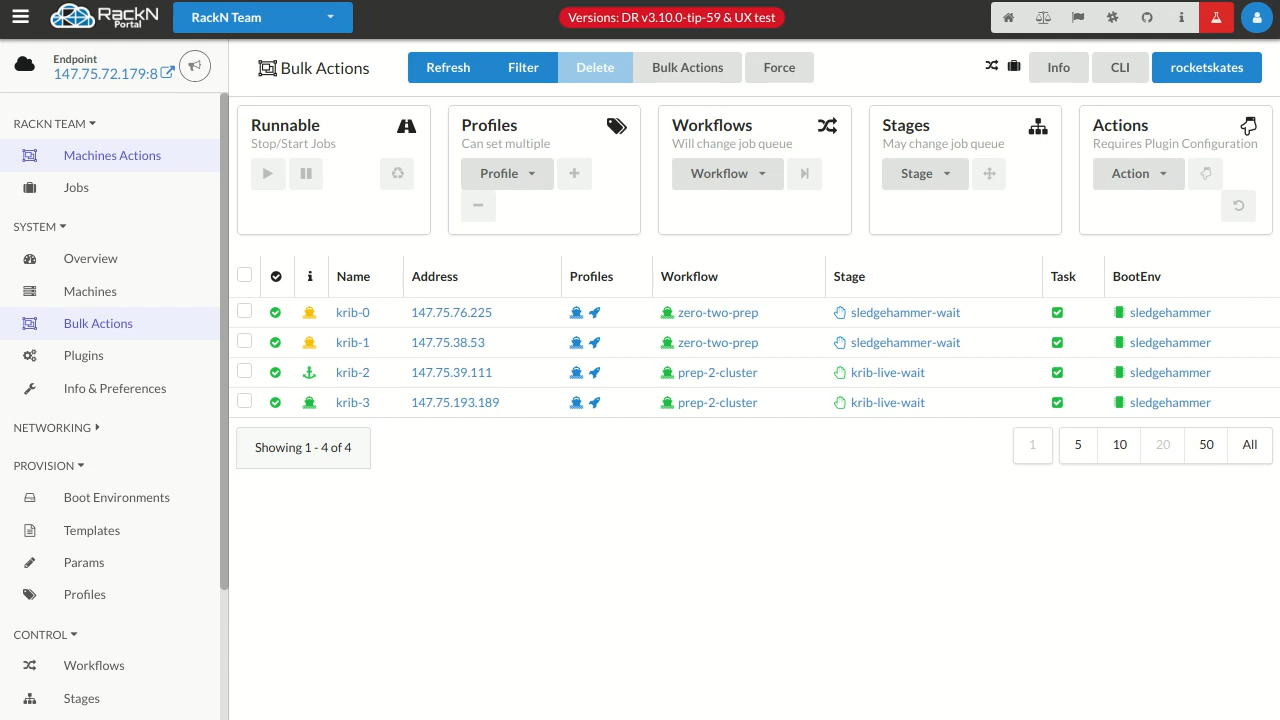 RackN Portal
RackN Team
Versions: DR v3.10.0-tip-59 & UX test
Endpoint
147.75.72.179:8
Bulk Actions
Refresh Filter Delete Bulk Actions Force
Info CLI rocketskates
RACKN TEAM
Machines Actions
Jobs
SYSTEM
Overview
Machines
Bulk Actions
Plugins
Info & Preferences
NETWORKING
PROVISION
Boot Environments
Templates
Params
Profiles
CONTROL
Workflows
Stages
Runnable
Stop/Start Jobs
Profiles
Can set multiple
Profile
Workflows
Will change job queue
Workflow
Stages
May change job queue
Stage
Actions
Requires Plugin Configuration
Action
Name Address Profiles Workflow Stage Task BootEnv
krib-0 147.75.76.225 zero-two-prep sledgehammer-wait sledgehammer
krib-1 147.75.38.53 zero-two-prep sledgehammer-wait sledgehammer
krib-2 147.75.39.111 prep-2-cluster krib-live-wait sledgehammer
krib-3 147.75.193.189 prep-2-cluster krib-live-wait sledgehammer
Showing 1 - 4 of 4
1 5 10 20 50 All